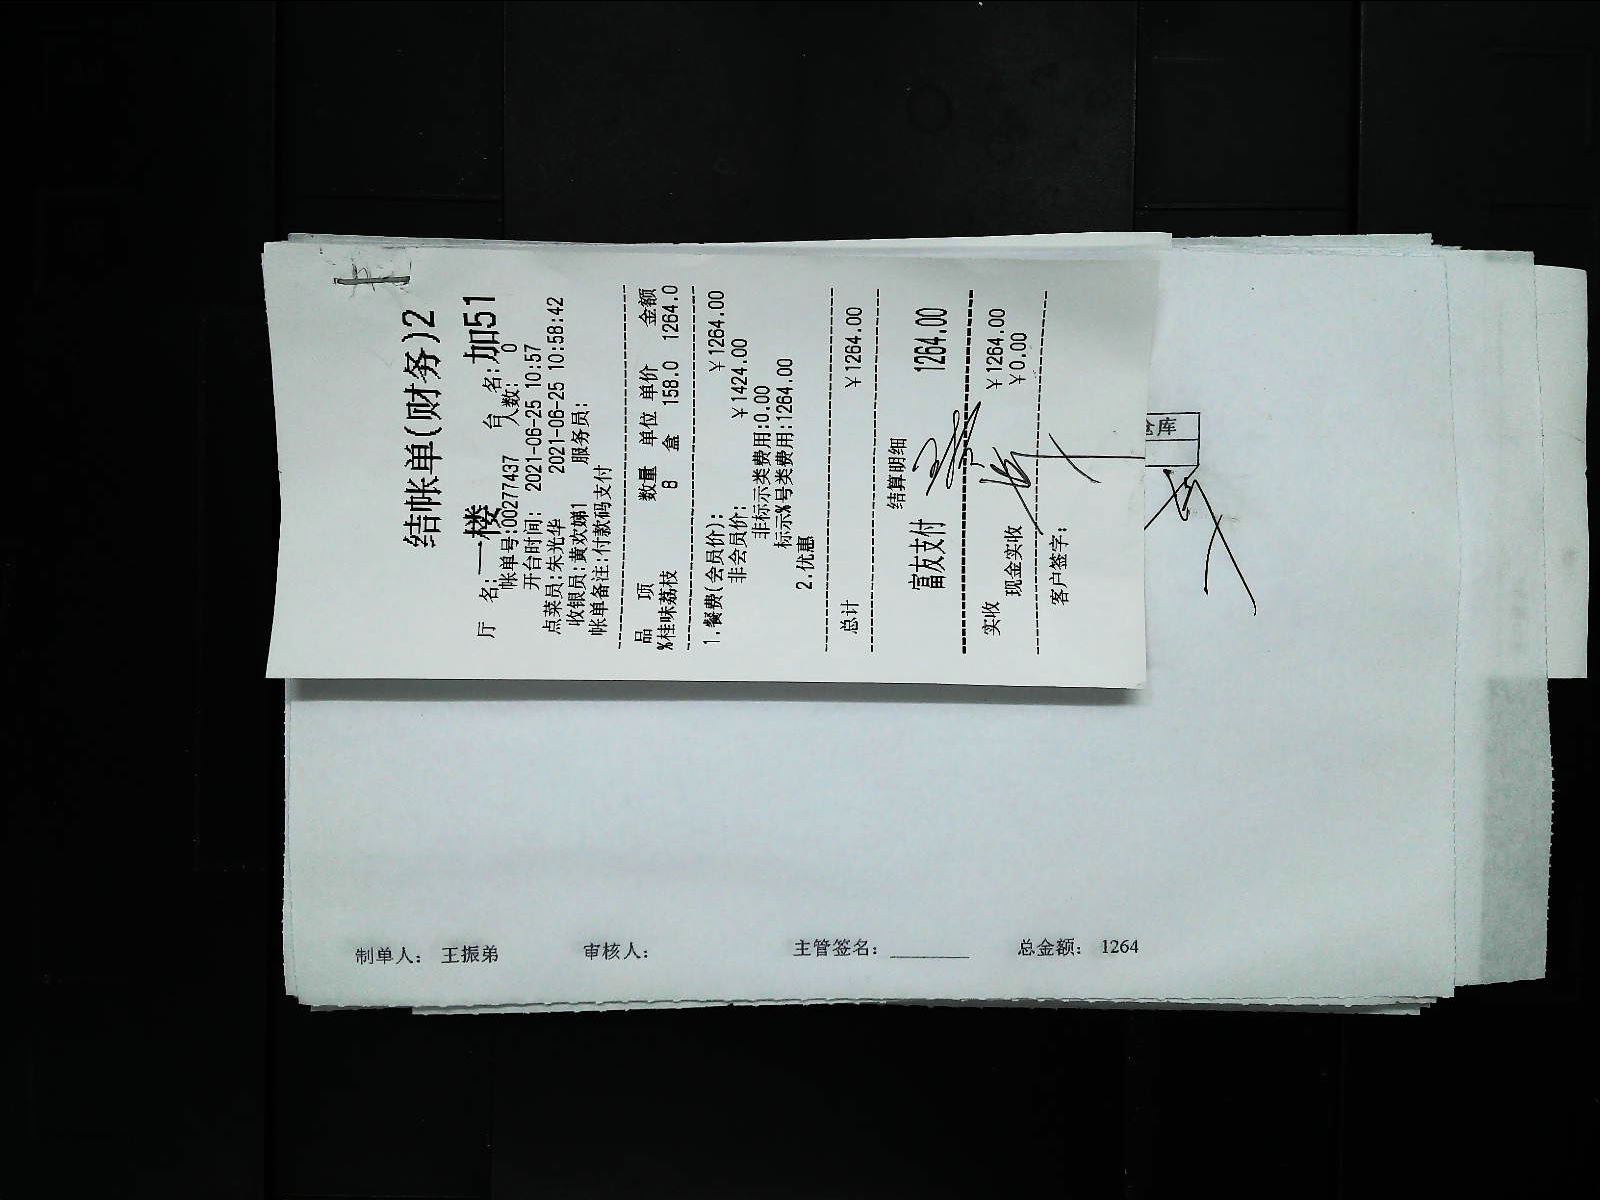 结帐单(财务)2
厅 名:一楼 台 名:加51
帐单号:00277437 人数: 0
开台时间: 2021-06-25 10:57
点菜员:朱光华 2021-06-25 10:58:42
收银员:黄欢娣1 服务员:
帐单备注:付款码支付
品 项 数量 单位 单价 金额
%桂味荔枝 8 盒 158.0 1264.0
1.餐费(会员价): ￥1264.00
非会员价: ￥1424.00
非标示类费用:0.00
标示%号类费用:1264.00
2.优惠
总计 ￥1264.00
结算明细
富友支付 1264.00
实收 ￥1264.00
现金实收 ￥0.00
客户签字:
库
制单人: 王振弟 审核人: 主管签名: 总金额: 1264